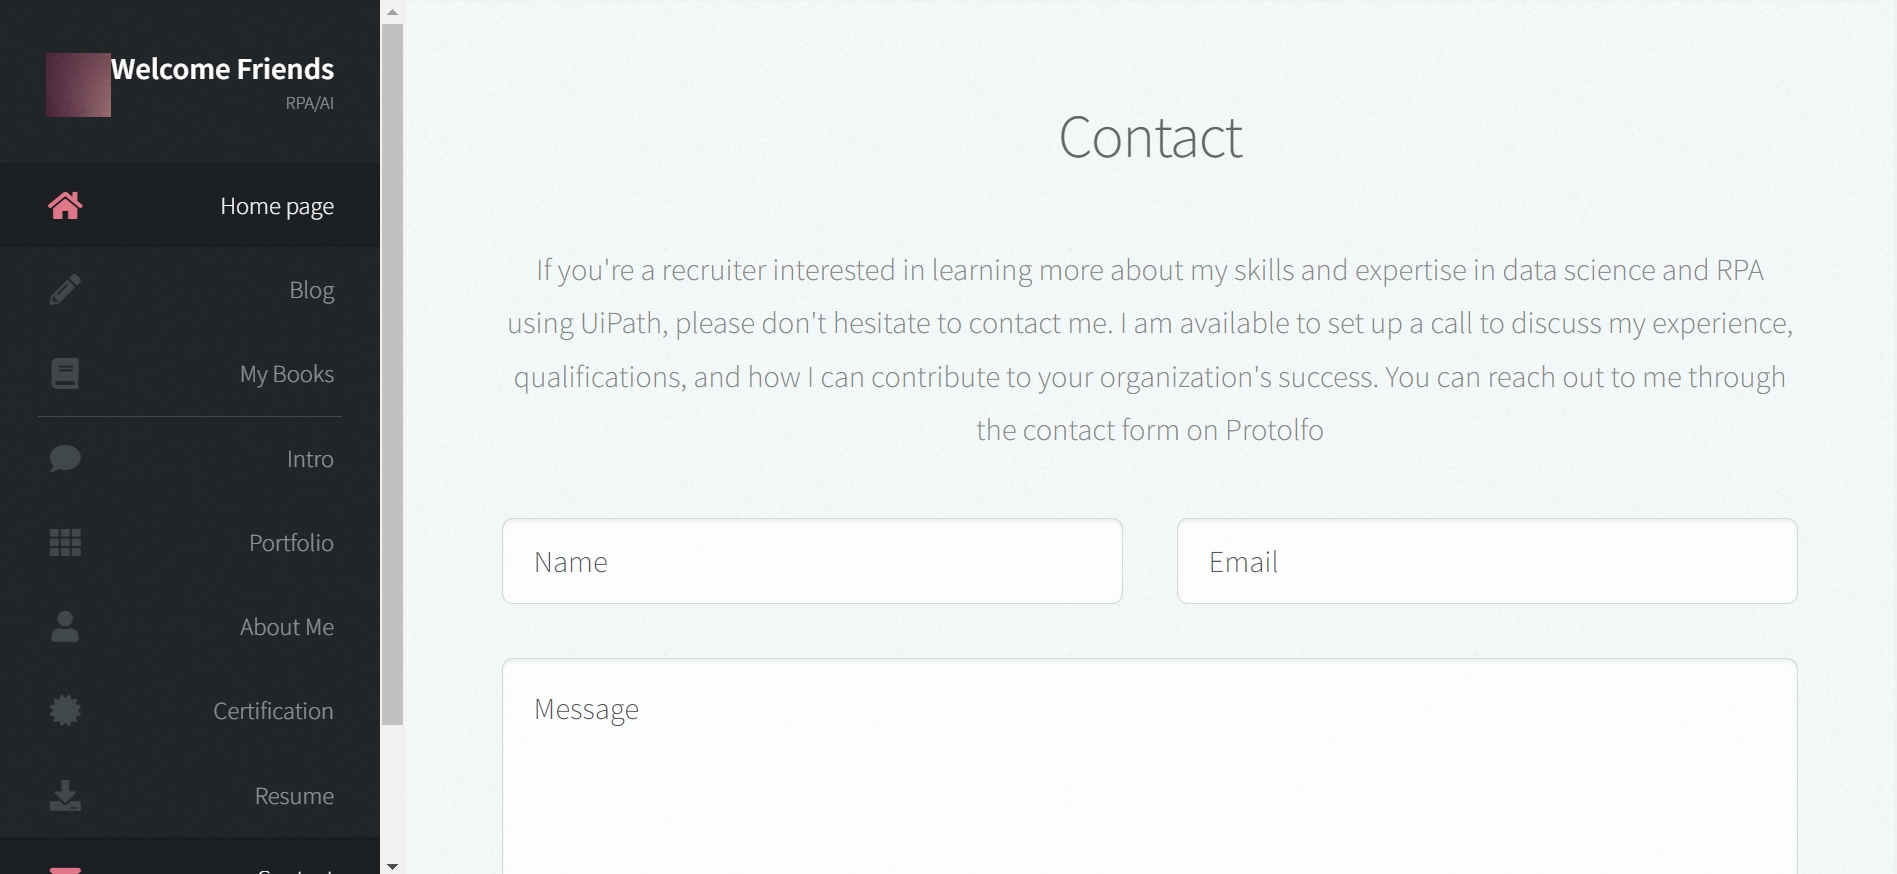 Welcome Friends
RPA/AI
Home page
Blog
My Books
Intro
Portfolio
About Me
Certification
Resume
Contact
If you're a recruiter interested in learning more about my skills and expertise in data science and RPA
using UiPath, please don't hesitate to contact me. I am available to set up a call to discuss my experience,
qualifications, and how I can contribute to your organization's success. You can reach out to me through
the contact form on Protolfo
Name
Email
Message